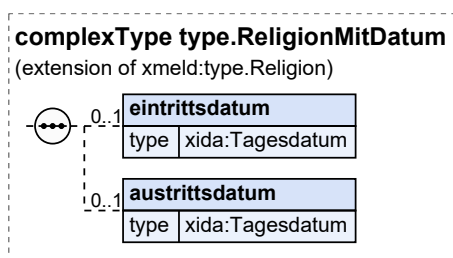 complexType type.ReligionMitDatum
(extension of xmeld:type.Religion)
0..1 eintrittsdatum
type xida:Tagesdatum
0..1 austrittsdatum
type xida:Tagesdatum